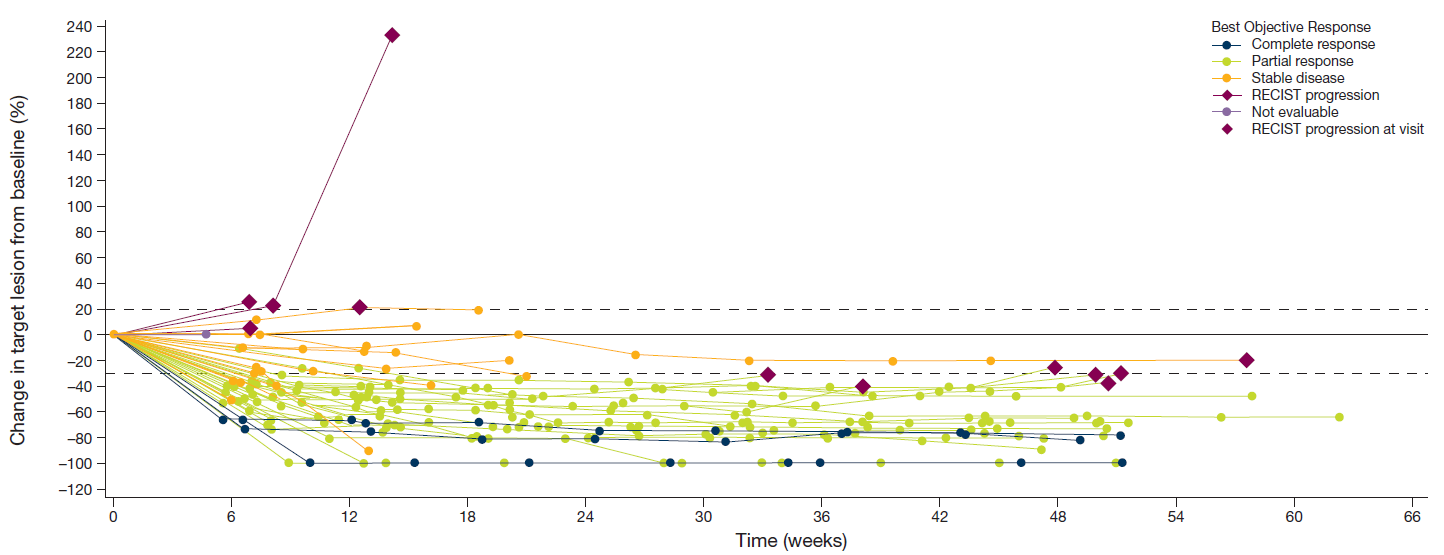 Best Objective Response
Complete response
Partial response
Stable disease
RECIST progression
Not evaluable
RECIST progression at visit
Change in target lesion from baseline (%)
240
220
200
180
160
140
120
100
80
60
40
20
0
−20
−40
−60
−80
−100
−120
0 6 12 18 24 30 36 42 48 54 60 66
Time (weeks)